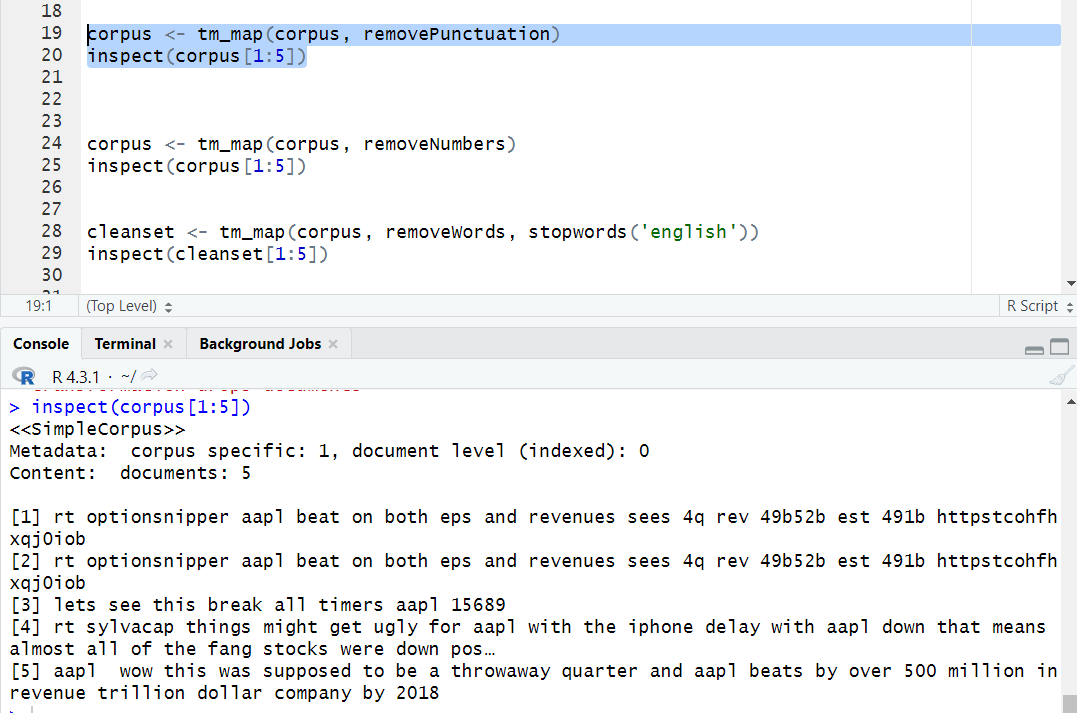 18
19 corpus <- tm_map(corpus, removePunctuation)
20 inspect(corpus[1:5])
21
22
23
24 corpus <- tm_map(corpus, removeNumbers)
25 inspect(corpus[1:5])
26
27
28 cleanset <- tm_map(corpus, removeWords, stopwords('english'))
29 inspect(cleanset[1:5])
30
19:1 (Top Level) R Script
Console Terminal Background Jobs
R R 4.3.1 · ~/
> inspect(corpus[1:5])
<<SimpleCorpus>>
Metadata:  corpus specific: 1, document level (indexed): 0
Content:  documents: 5
[1] rt optionsnipper aapl beat on both eps and revenues sees 4q rev 49b52b est 491b httpstcohfh
xqj0iob
[2] rt optionsnipper aapl beat on both eps and revenues sees 4q rev 49b52b est 491b httpstcohfh
xqj0iob
[3] lets see this break all timers aapl 15689
[4] rt sylvacap things might get ugly for aapl with the iphone delay with aapl down that means
almost all of the fang stocks were down pos…
[5] aapl  wow this was supposed to be a throwaway quarter and aapl beats by over 500 million in
revenue trillion dollar company by 2018